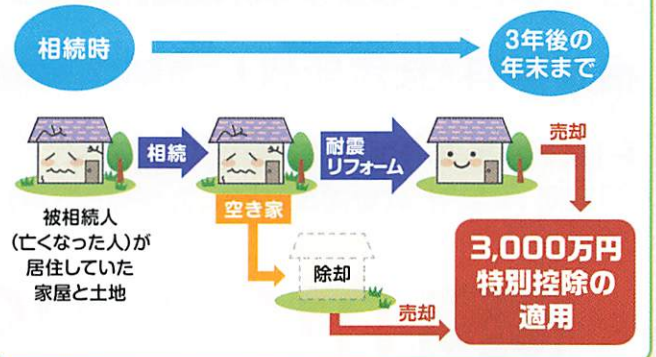 相続時
3年後の
年末まで
相続
耐震
リフォーム
売却
被相続人
(亡くなった人)が
居住していた
家屋と土地
空き家
除却
売却
3,000万円
特別控除の
適用